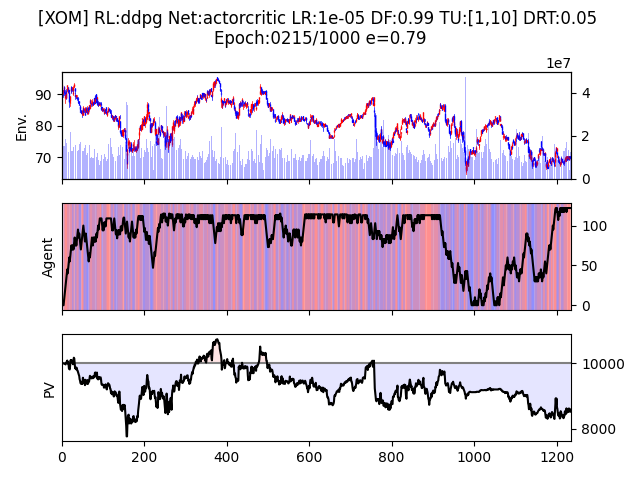 [XOM] RL:ddpg Net:actorcritic LR:1e-05 DF:0.99 TU:[1,10] DRT:0.05
Epoch:0215/1000 e=0.79
1e7
Env.
90
80
70
4
2
0
Agent
100
50
0
PV
10000
8000
0 200 400 600 800 1000 1200